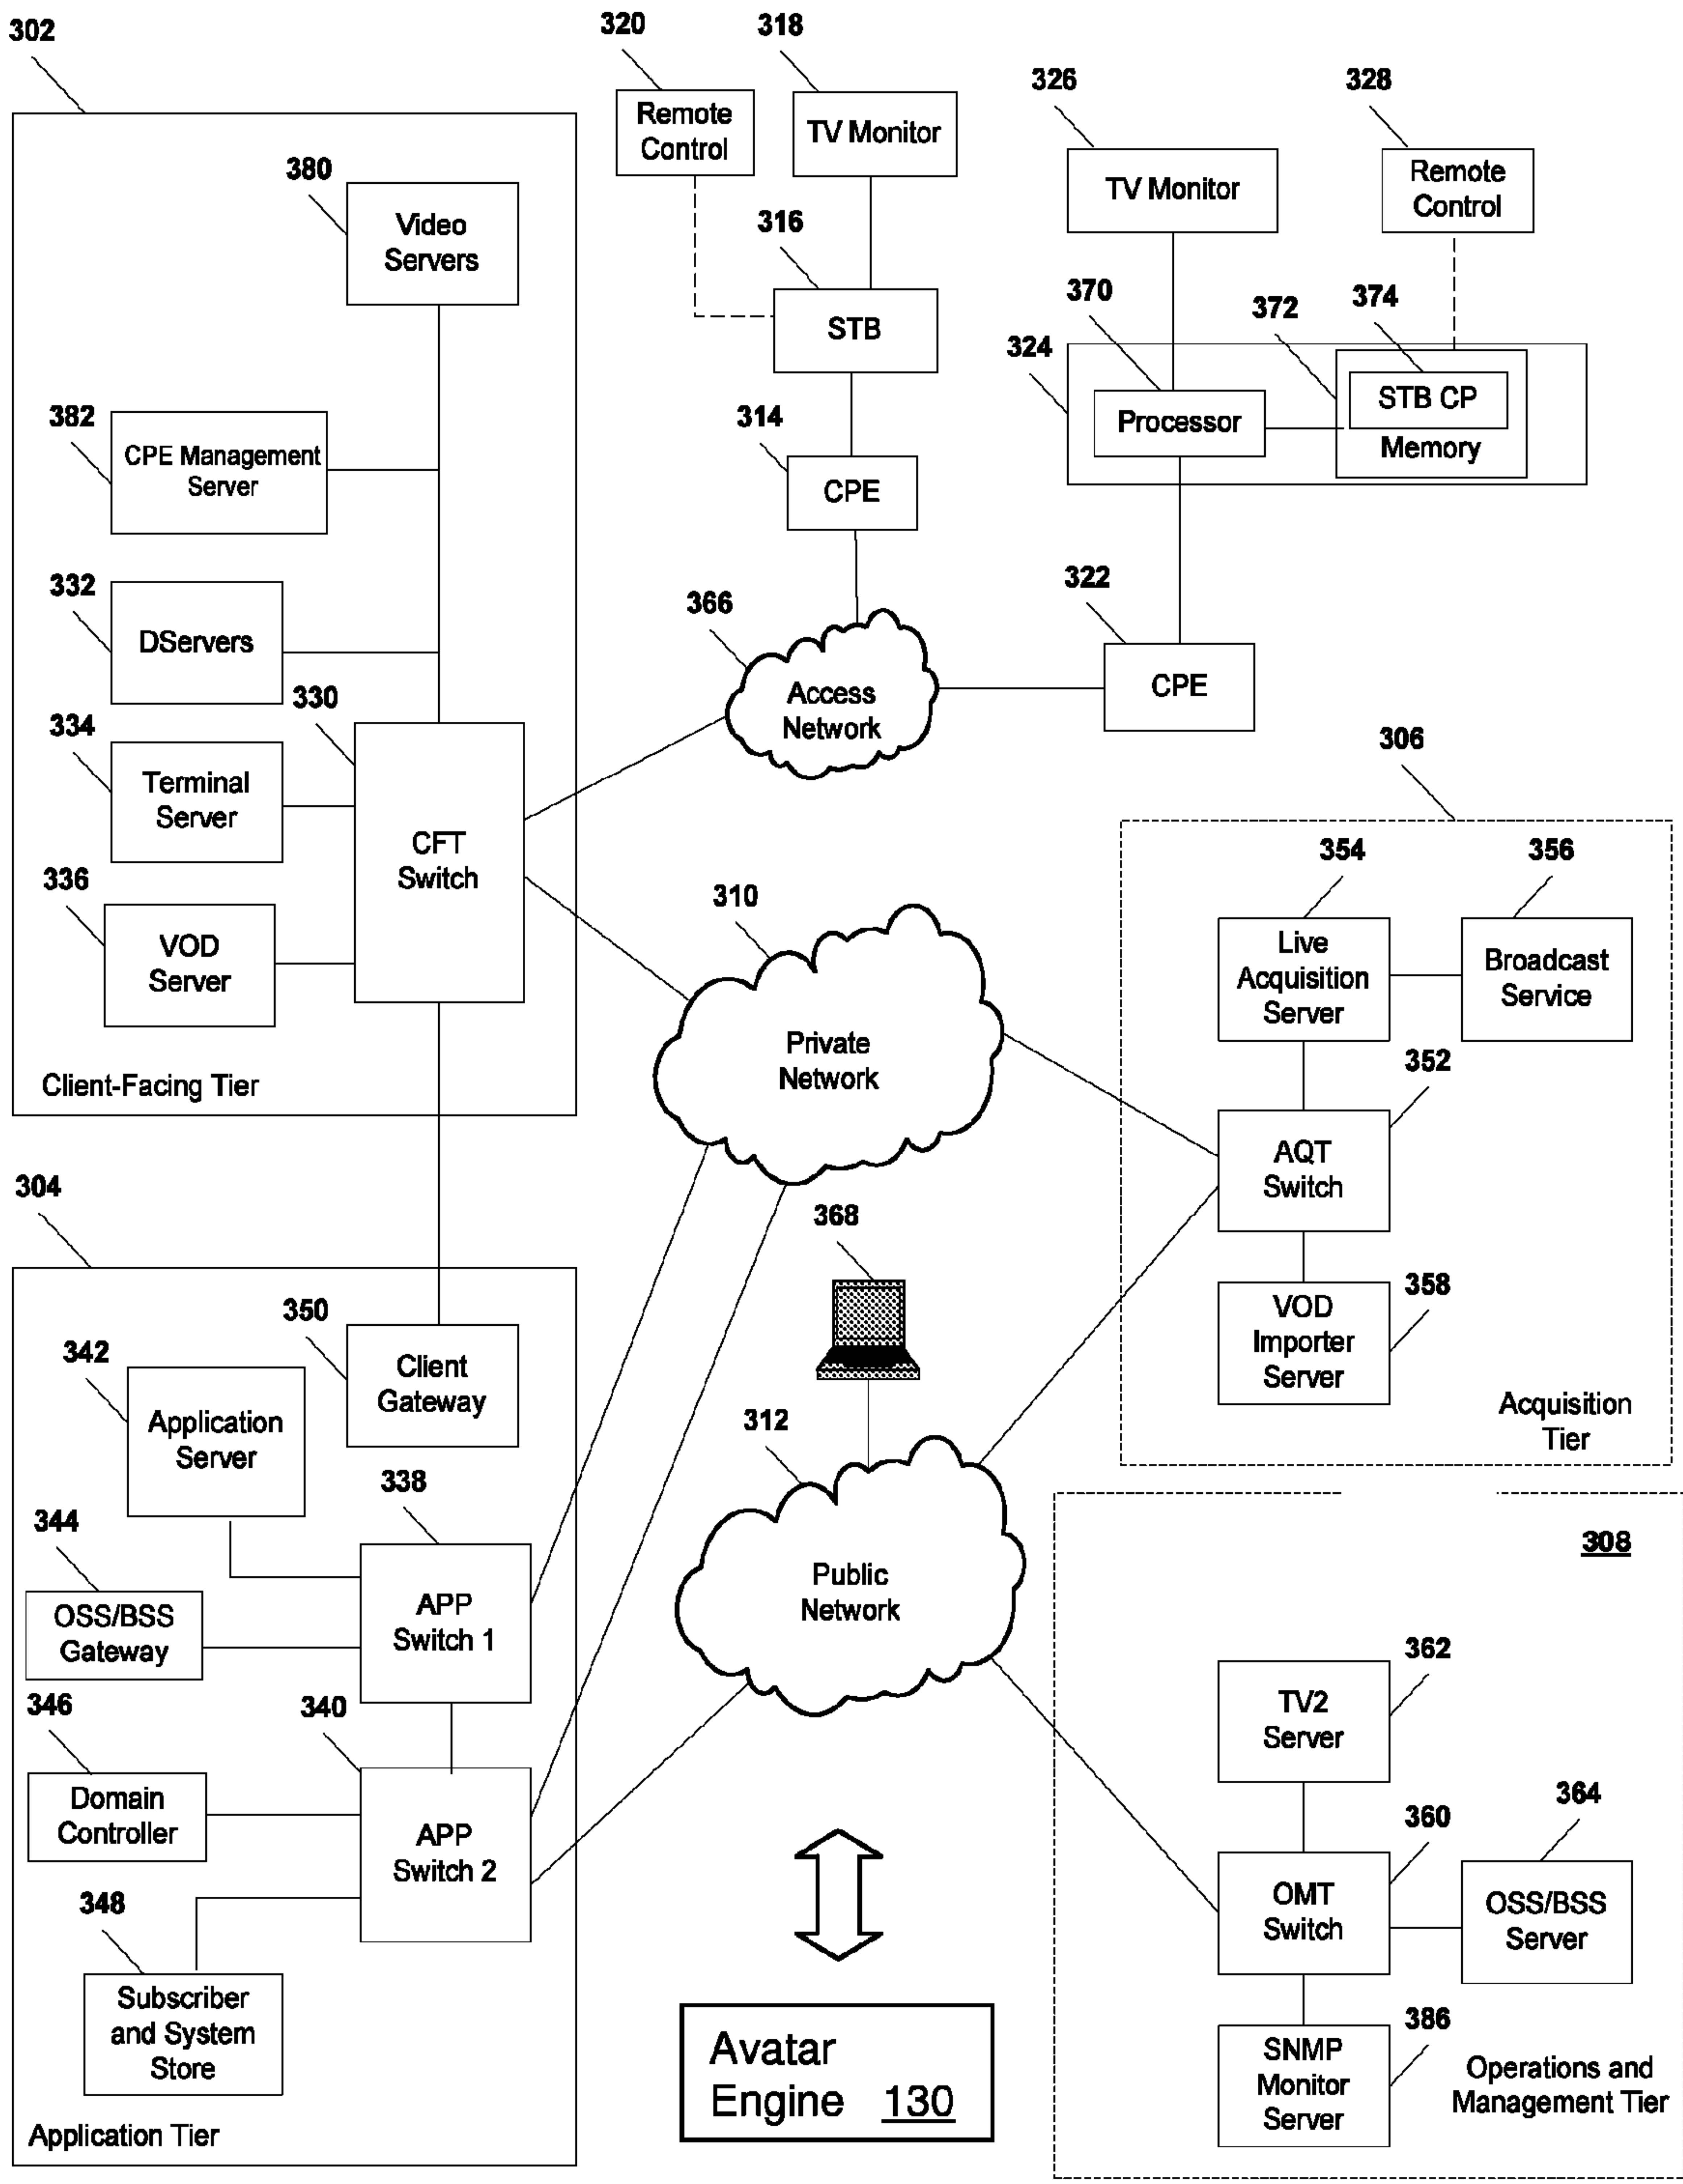 302
320
318
326
328
Remote
Control
TV Monitor
TV Monitor
Remote
Control
380
Video
Servers
316
STB
370
372
374
324
Processor
STB CP
Memory
382
CPE Management
Server
314
CPE
332
DServers
366
Access
Network
322
CPE
330
334
Terminal
Server
CFT
Switch
336
VOD
Server
Client-Facing Tier
310
Private
Network
306
354
356
Live
Acquisition
Server
Broadcast
Service
352
AQT
Switch
358
VOD
Importer
Server
Acquisition
Tier
304
368
350
Client
Gateway
342
Application
Server
312
Public
Network
338
344
OSS/BSS
Gateway
APP
Switch 1
346
340
Domain
Controller
APP
Switch 2
348
Subscriber
and System
Store
Application Tier
308
362
TV2
Server
360
364
OMT
Switch
OSS/BSS
Server
386
SNMP
Monitor
Server
Operations and
Management Tier
Avatar
Engine 130